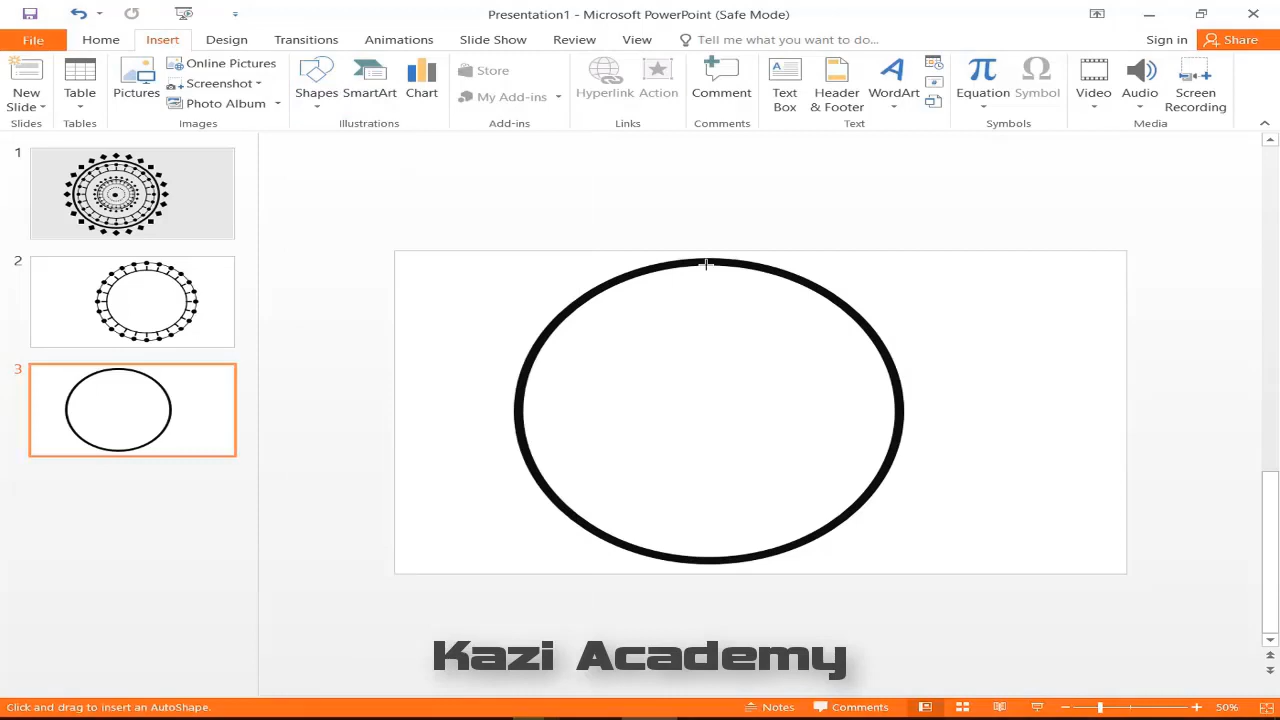 Presentation1 - Microsoft PowerPoint (Safe Mode)
File Home Insert Design Transitions Animations Slide Show Review View Tell me what you want to do... Sign in Share
New Slide
Slides
Table
Tables
Pictures
Online Pictures
Screenshot
Photo Album
Images
Shapes
SmartArt
Chart
Illustrations
Store
My Add-ins
Add-ins
Hyperlink
Action
Links
Comment
Comments
Text Box
Header & Footer
WordArt
Text
Equation
Symbol
Symbols
Video
Audio
Screen Recording
Media
1
2
3
Kazi Academy
Click and drag to insert an AutoShape. Notes Comments 50%